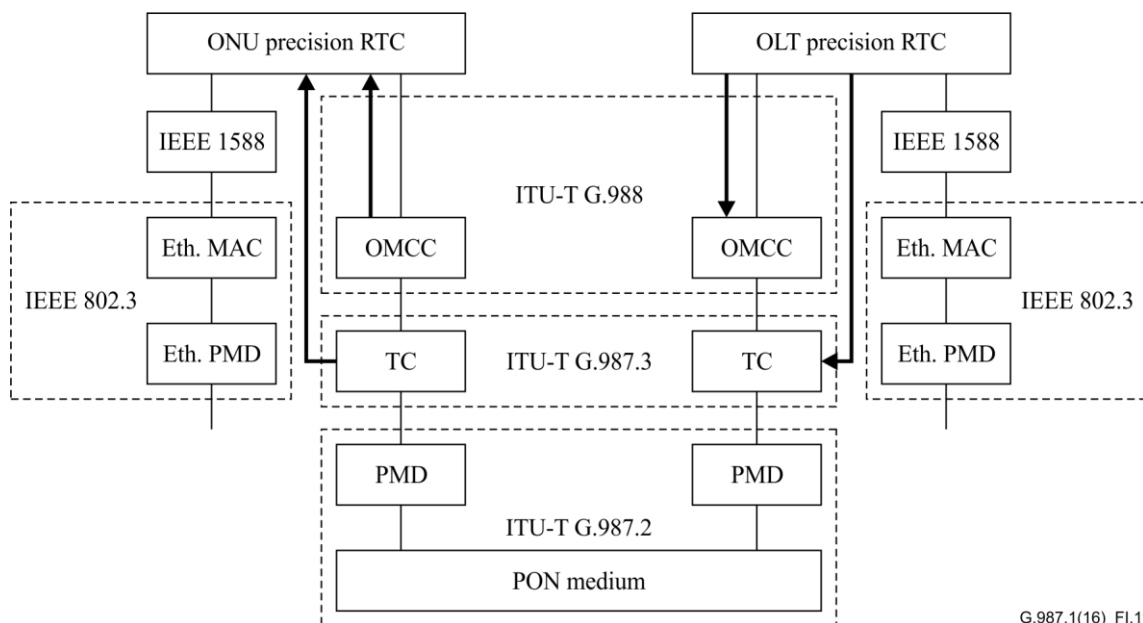 ONU precision RTC
OLT precision RTC
IEEE 1588
IEEE 1588
ITU-T G.988
Eth. MAC
OMCC
OMCC
Eth. MAC
IEEE 802.3
IEEE 802.3
Eth. PMD
TC
ITU-T G.987.3
TC
Eth. PMD
PMD
PMD
ITU-T G.987.2
PON medium
G.987.1(16)_FI.1